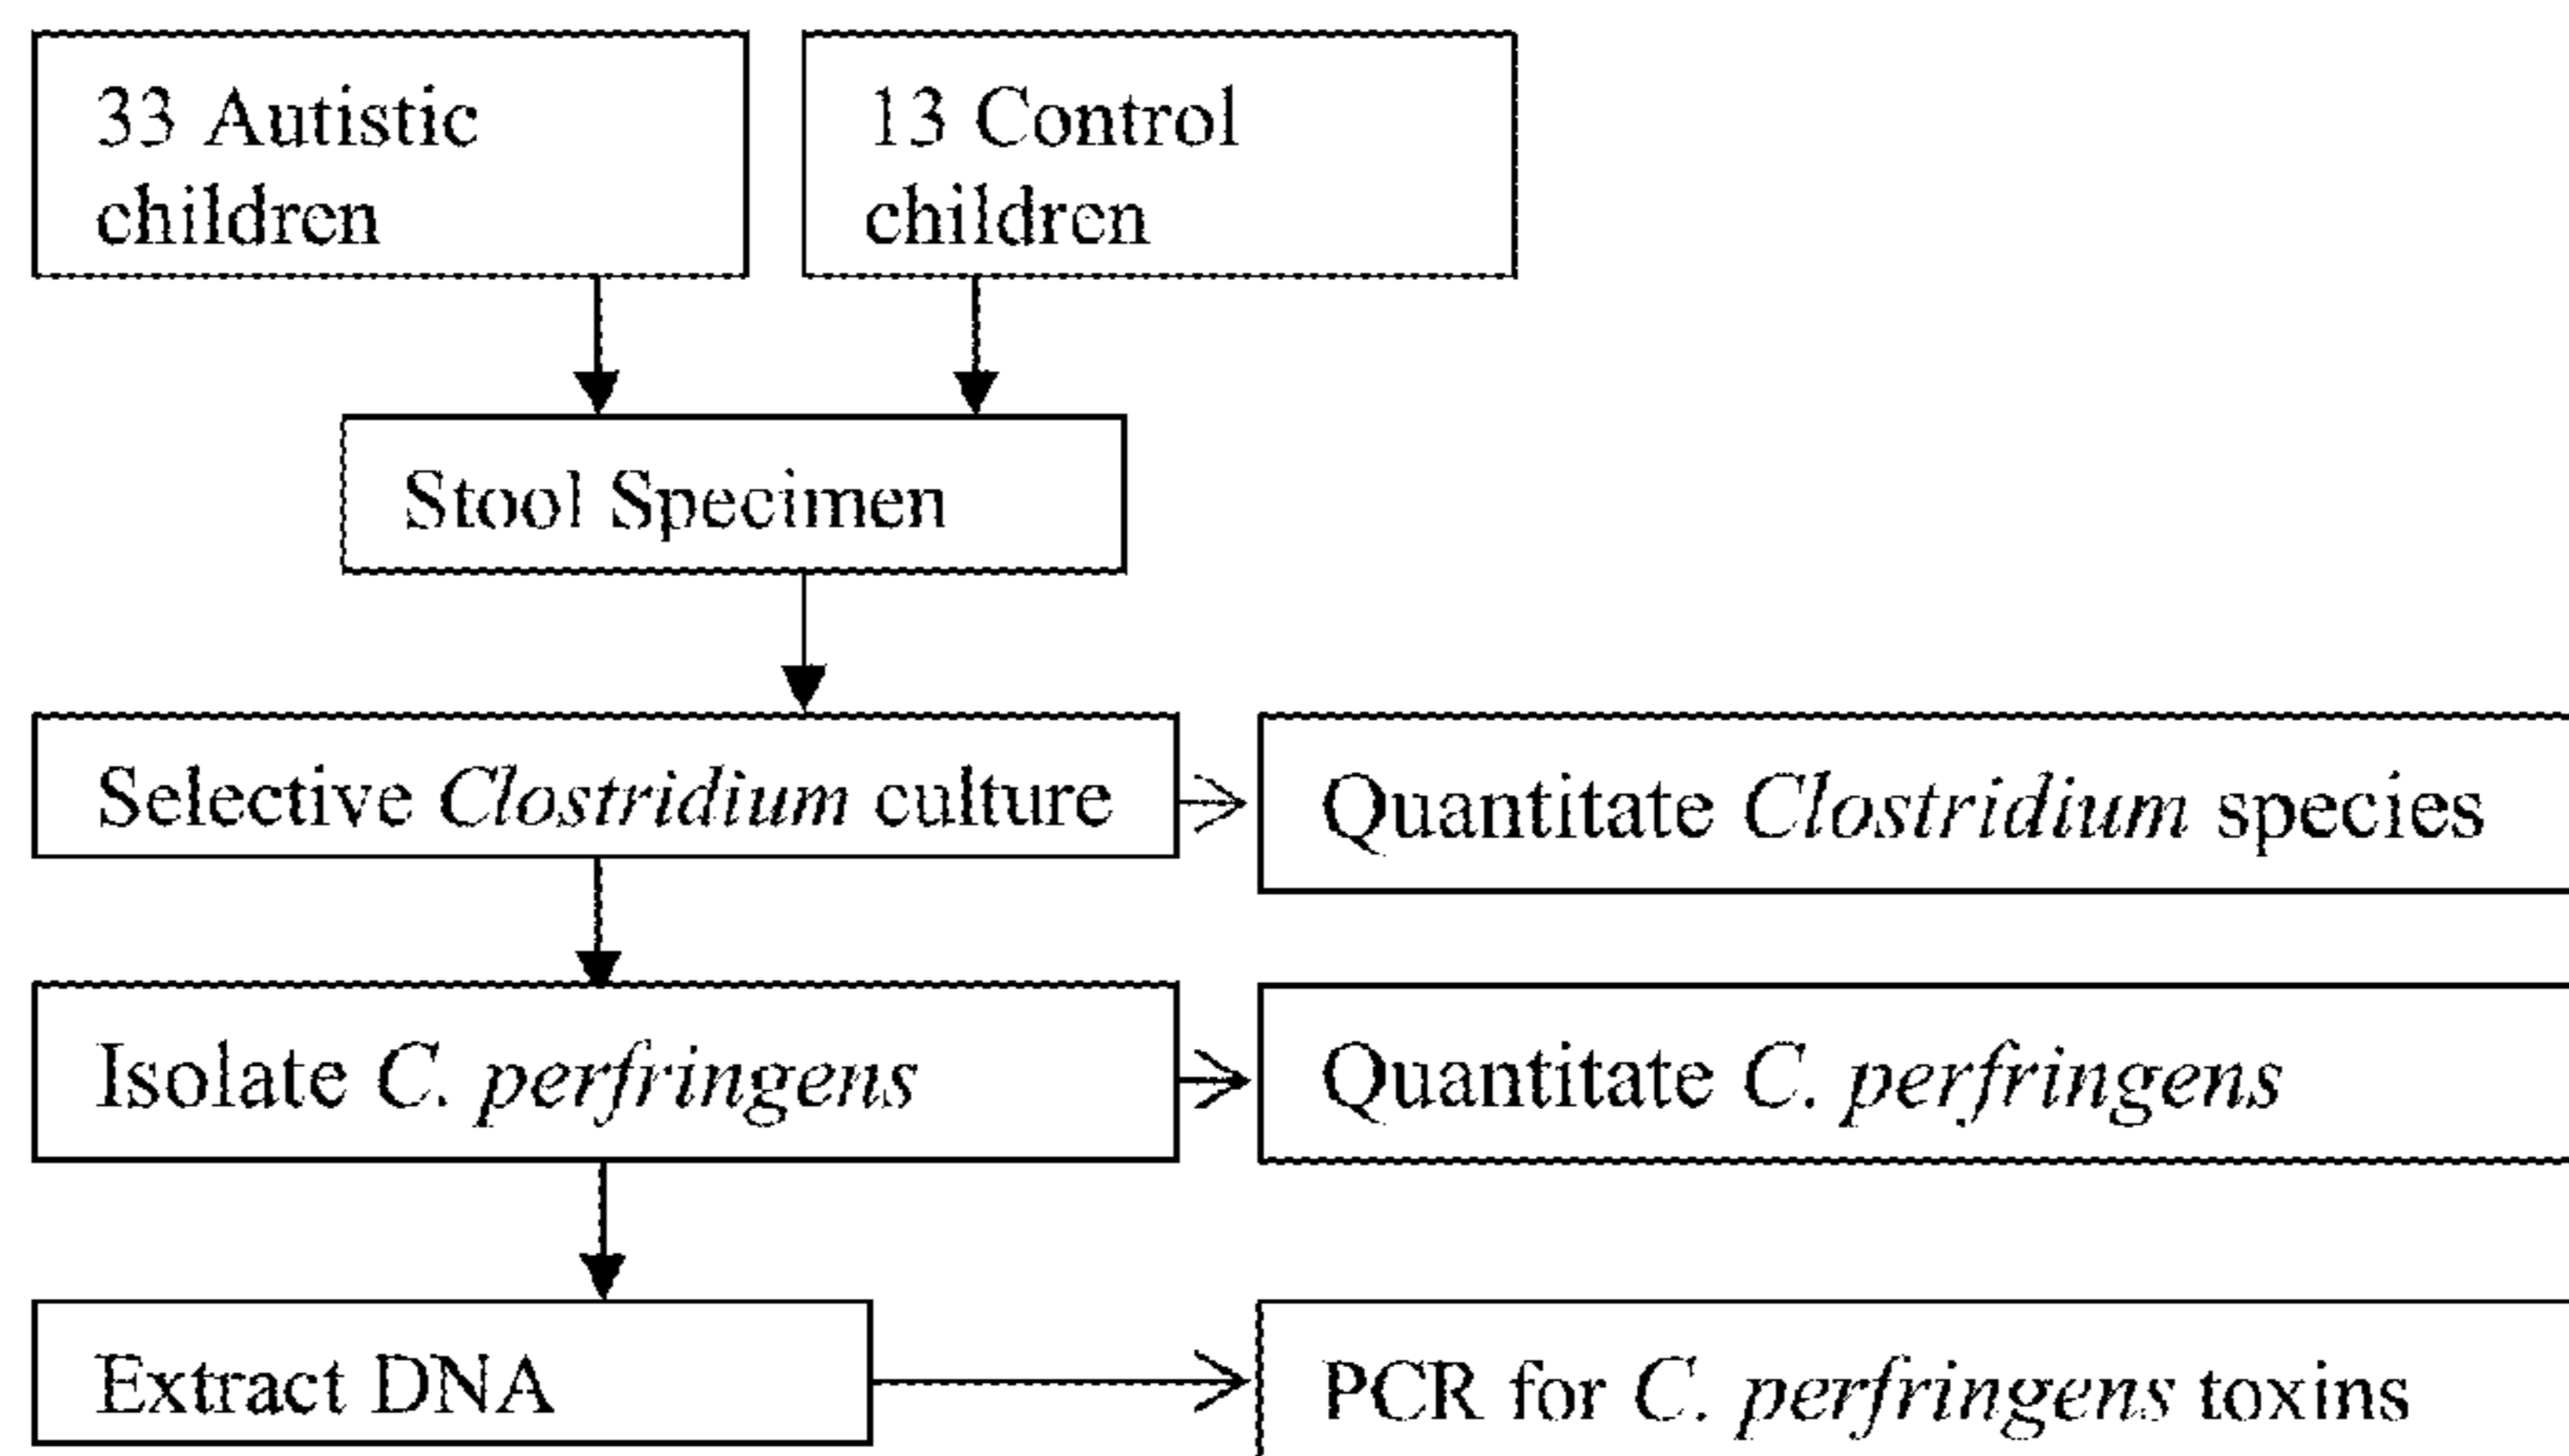 33 Autistic
children
13 Control
children
Stool Specimen
Selective Clostridium culture
Quantitate Clostridium species
Isolate C. perfringens
Quantitate C. perfringens
Extract DNA
PCR for C. perfringens toxins